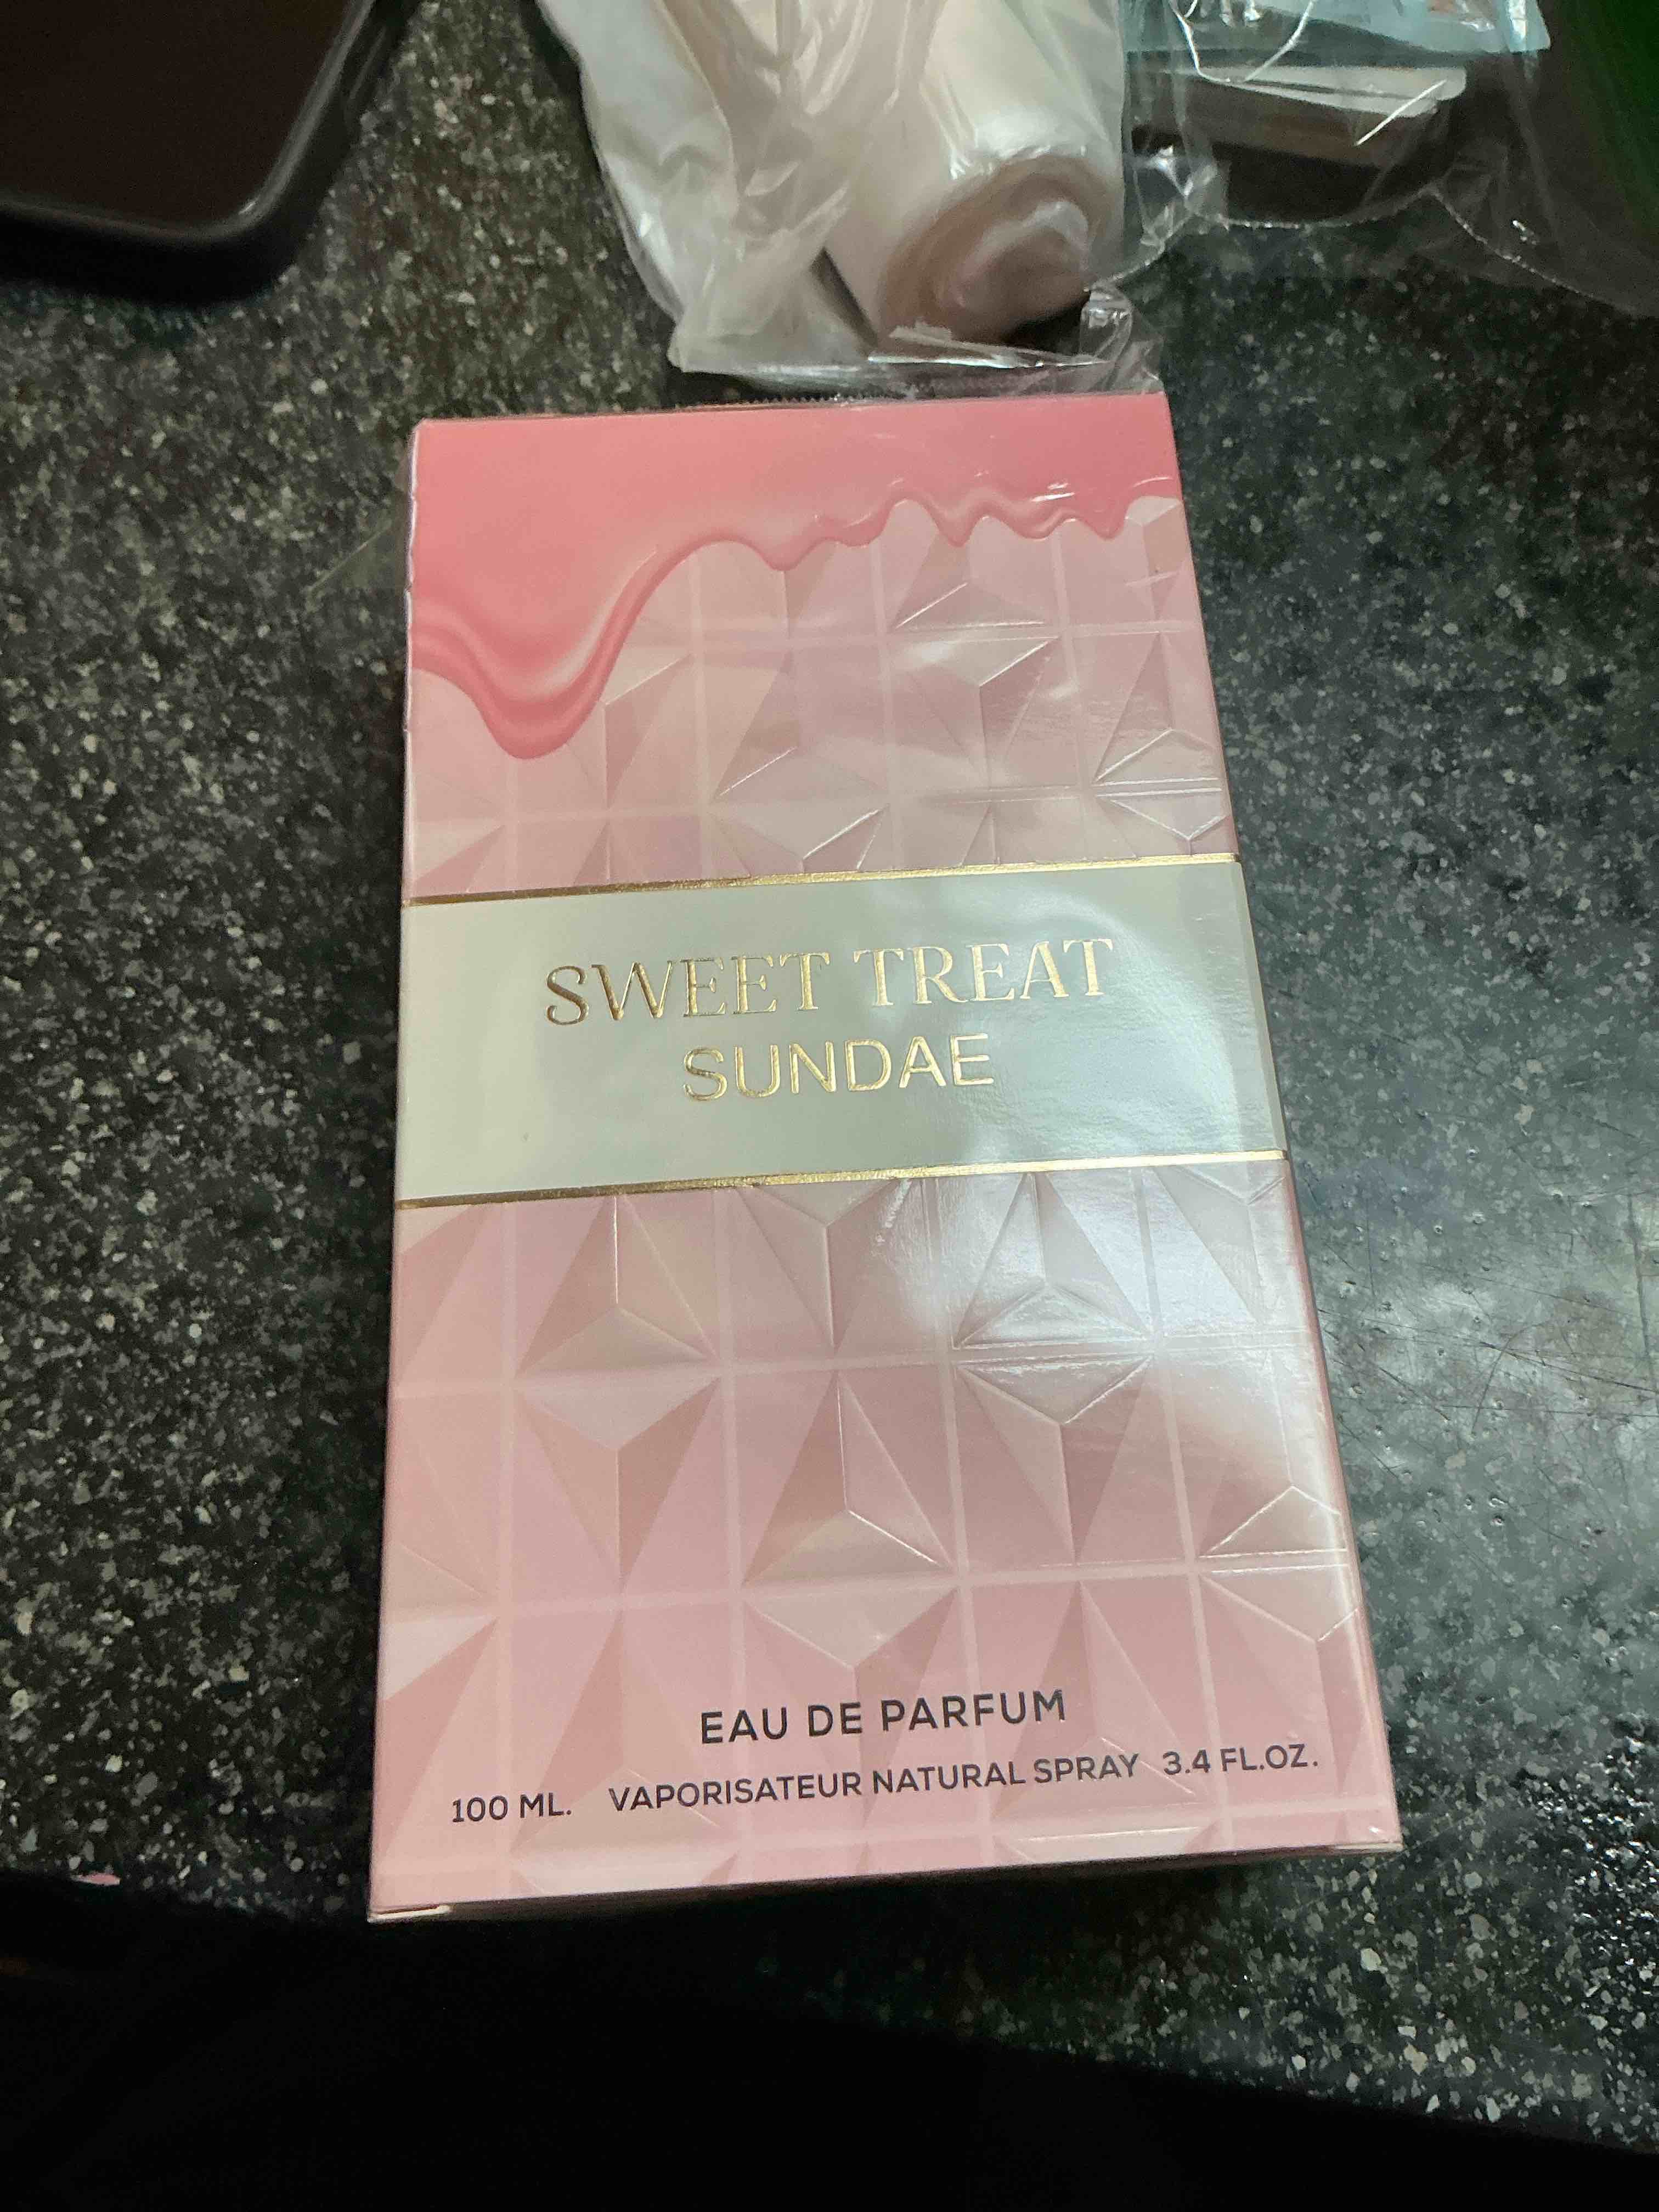 SWEET TREAT
SUNDAE
EAU DE PARFUM
100 ML. VAPORISATEUR NATURAL SPRAY 3.4 FL.OZ.